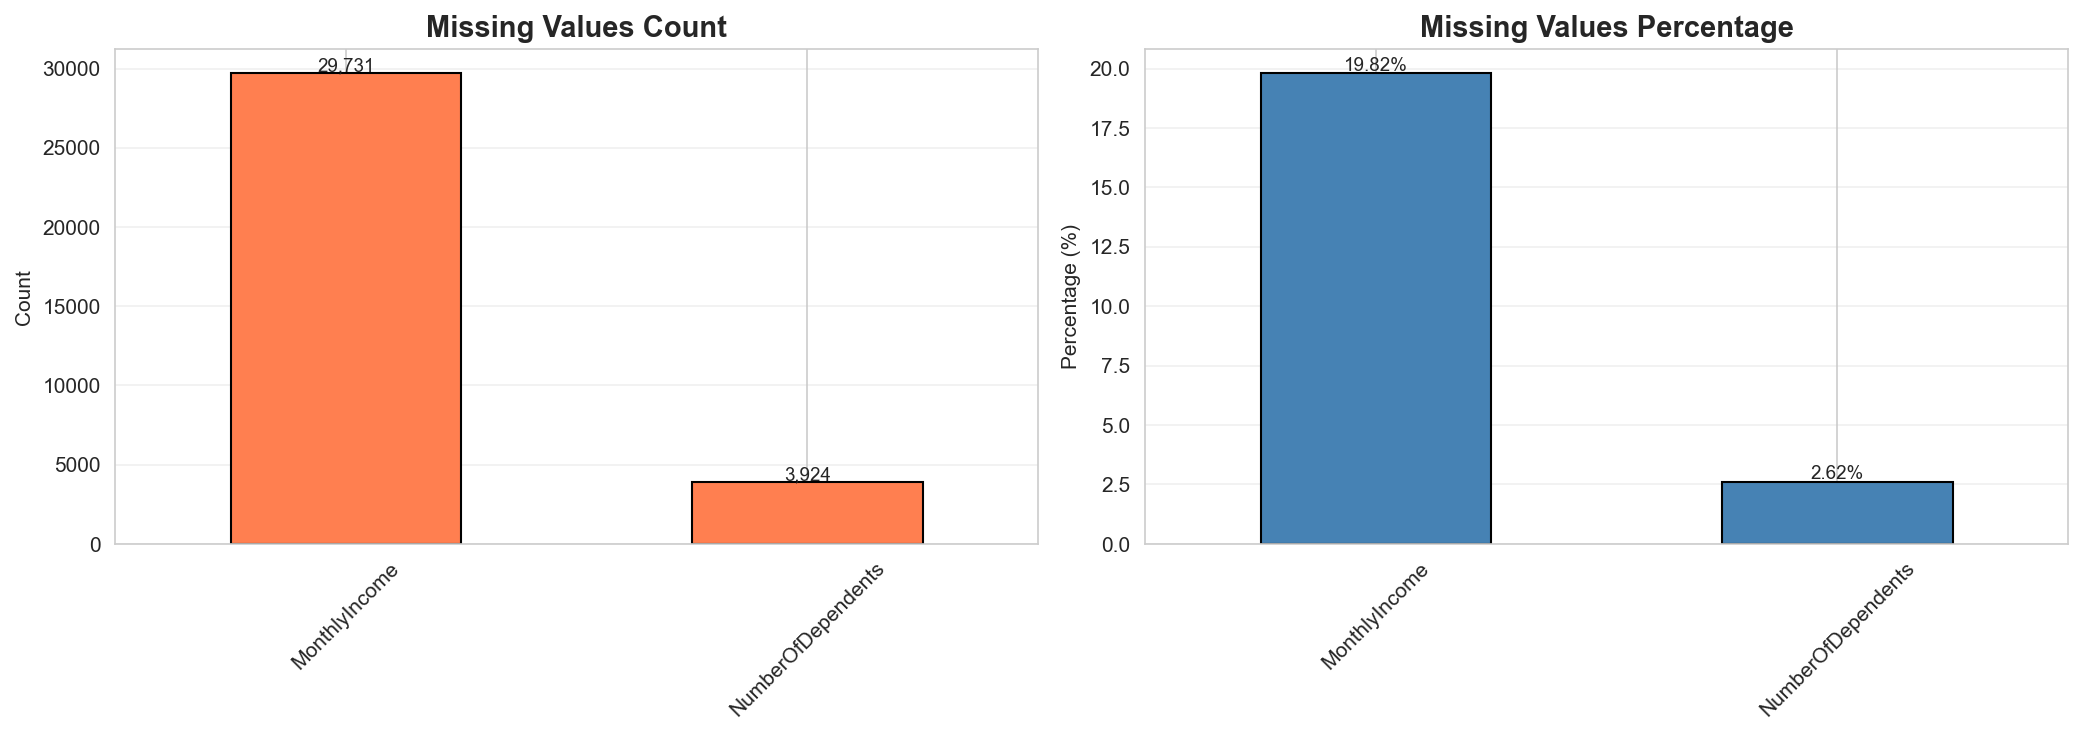 Missing Values Count
30000
25000
20000
15000
10000
5000
0
Count
29,731
3,924
MonthlyIncome
NumberOfDependents
Missing Values Percentage
20.0
17.5
15.0
12.5
10.0
7.5
5.0
2.5
0.0
Percentage (%)
19.82%
2.62%
MonthlyIncome
NumberOfDependents